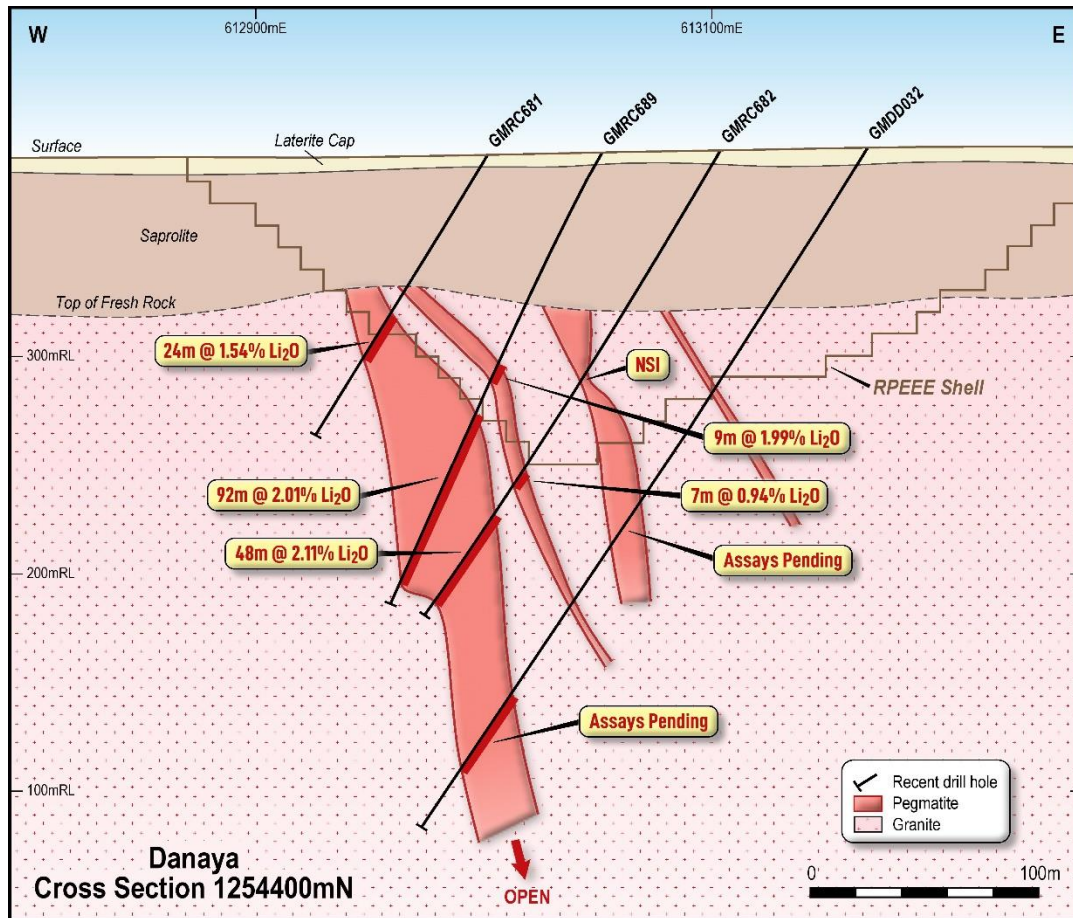 W
612900mE
613100mE
E
GMRC681
GMRC689
GMRC682
GMDD032
Surface
Laterite Cap
Saprolite
Top of Fresh Rock
300mRL
24m @ 1.54% Li₂O
NSI
RPEEE Shell
9m @ 1.99% Li₂O
92m @ 2.01% Li₂O
7m @ 0.94% Li₂O
48m @ 2.11% Li₂O
Assays Pending
200mRL
Assays Pending
100mRL
Recent drill hole
Pegmatite
Granite
Danaya
Cross Section 1254400mN
OPEN
0 100m